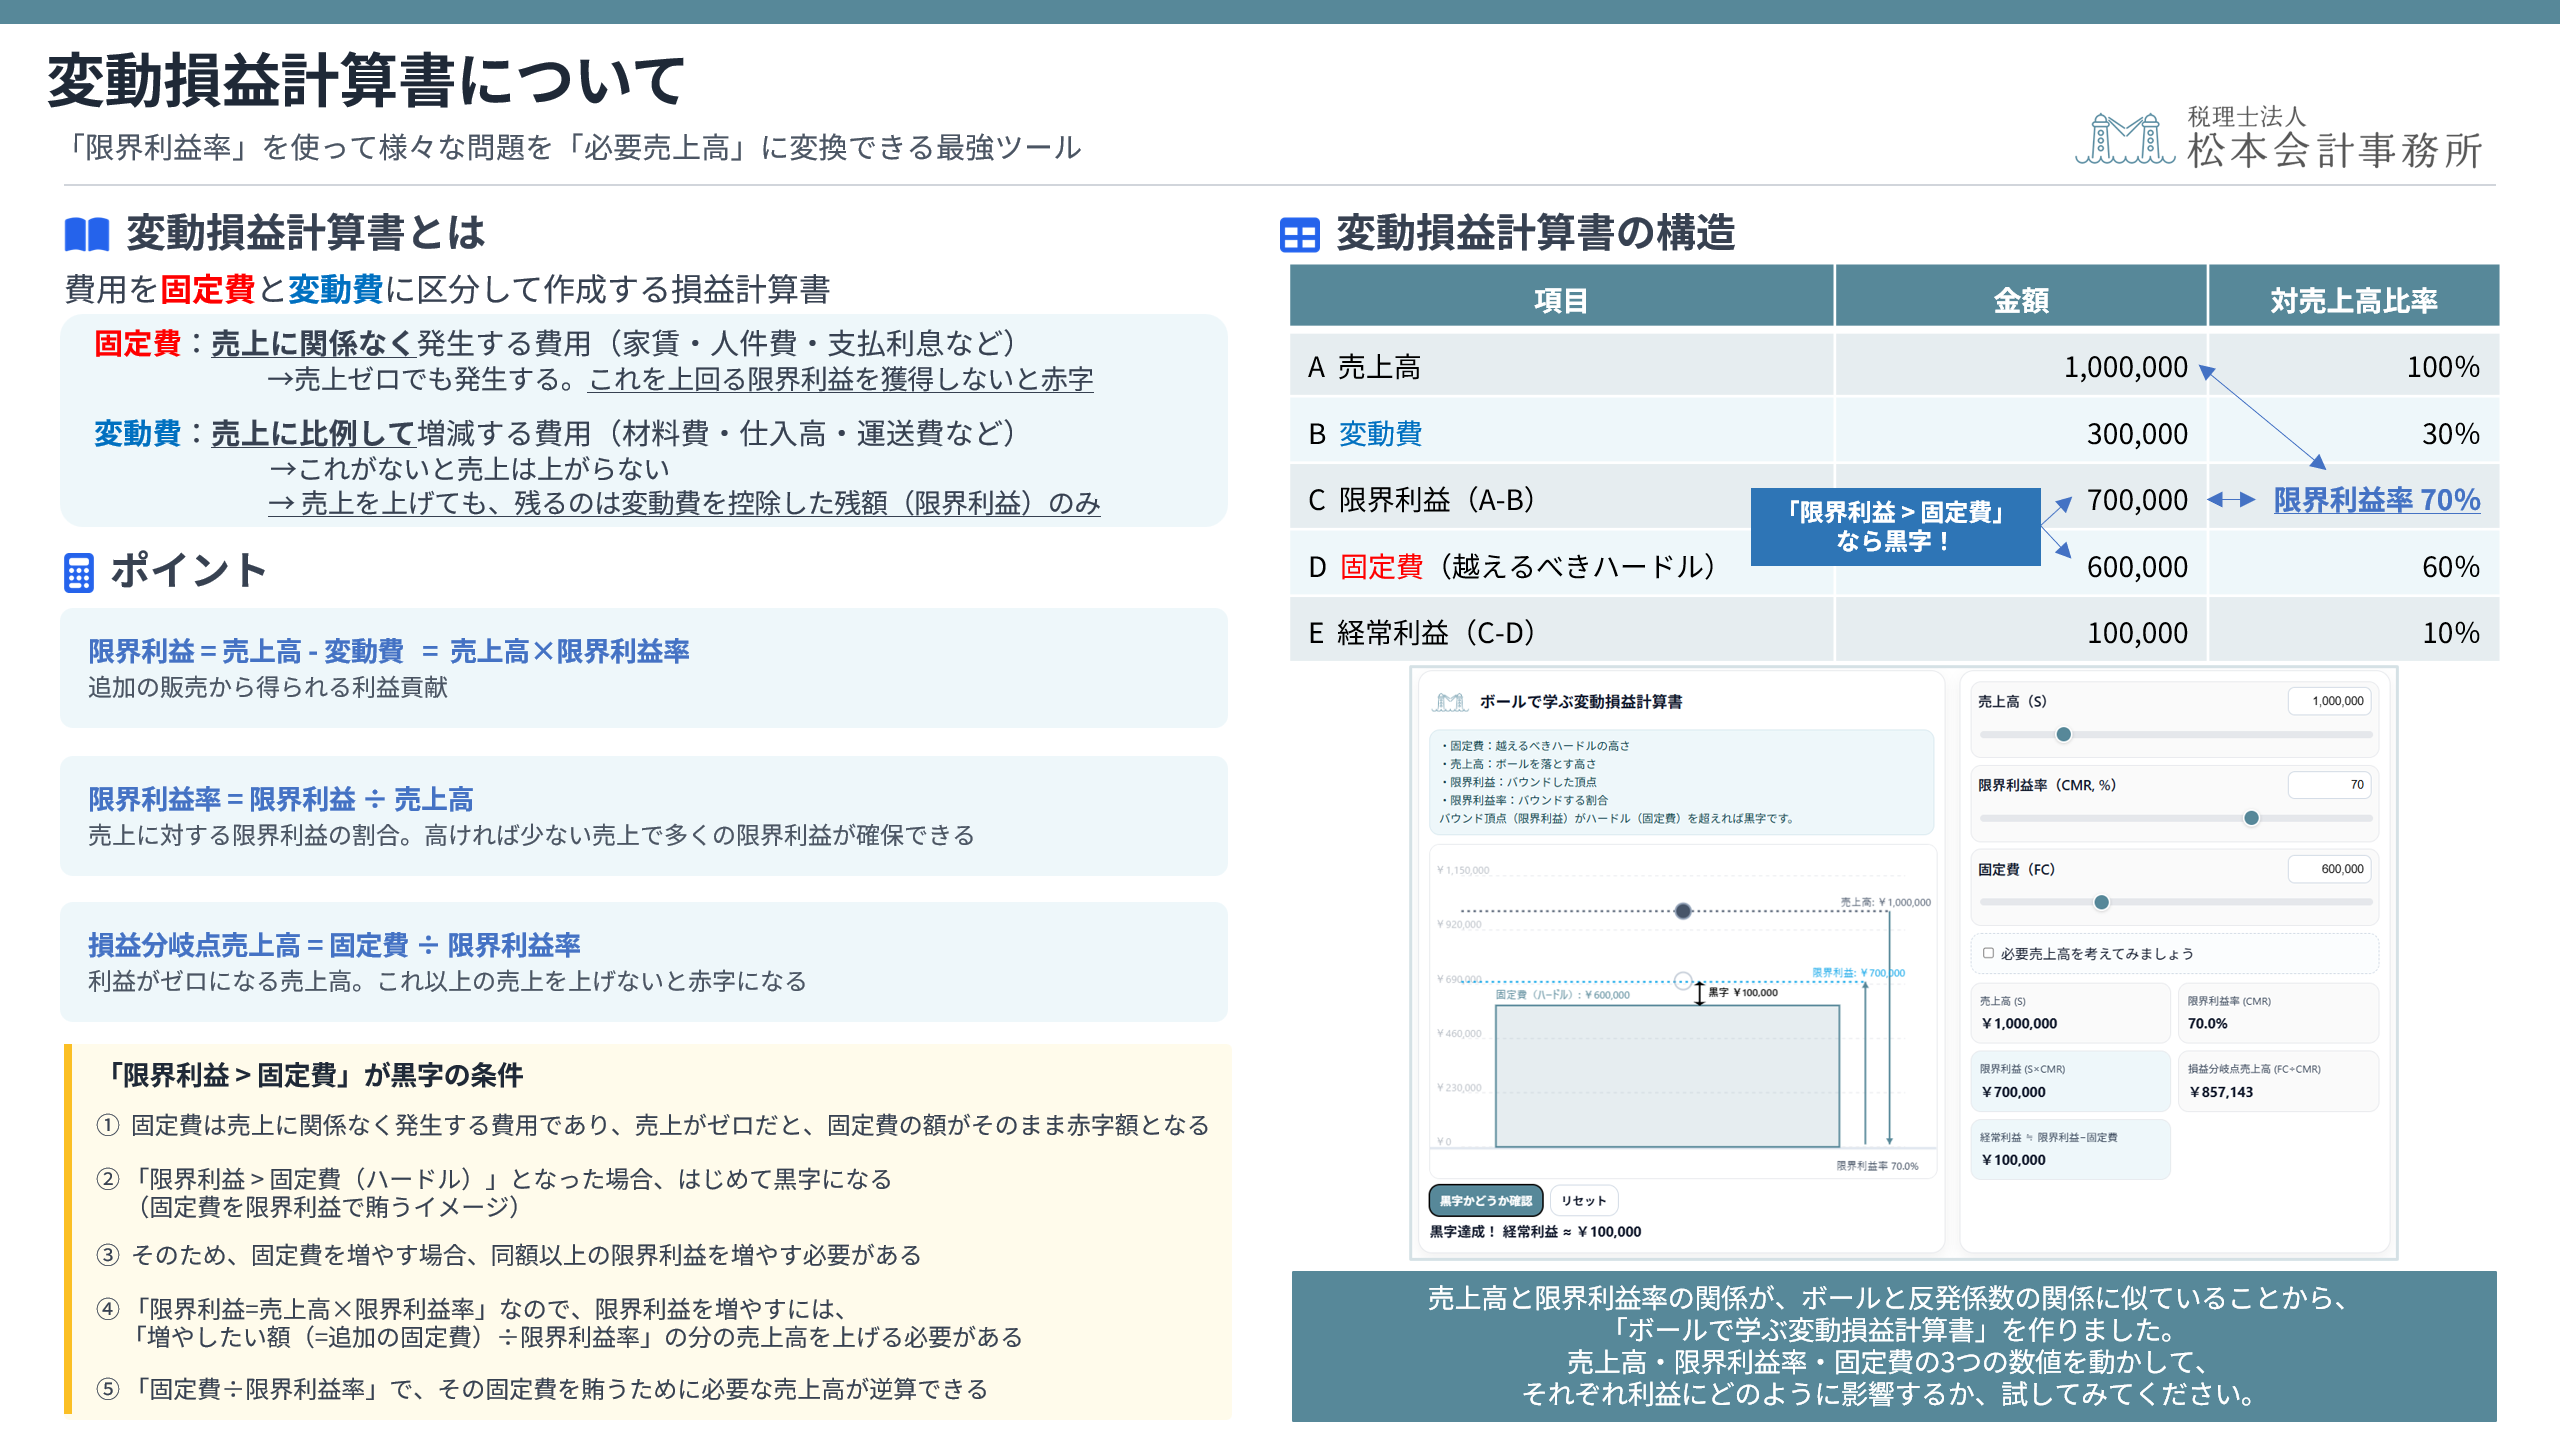 変動損益計算書について
「限界利益率」を使って様々な問題を「必要売上高」に変換できる最強ツール
税理士法人
松本会計事務所
変動損益計算書とは
費用を固定費と変動費に区分して作成する損益計算書
固定費：売上に関係なく発生する費用（家賃・人件費・支払利息など）
→売上ゼロでも発生する。これを上回る限界利益を獲得しないと赤字
変動費：売上に比例して増減する費用（材料費・仕入高・運送費など）
→これがないと売上は上がらない
→ 売上を上げても、残るのは変動費を控除した残額（限界利益）のみ
ポイント
限界利益 = 売上高 - 変動費 = 売上高×限界利益率
追加の販売から得られる利益貢献
限界利益率 = 限界利益 ÷ 売上高
売上に対する限界利益の割合。高ければ少ない売上で多くの限界利益が確保できる
損益分岐点売上高 = 固定費 ÷ 限界利益率
利益がゼロになる売上高。これ以上の売上を上げないと赤字になる
「限界利益 > 固定費」が黒字の条件
① 固定費は売上に関係なく発生する費用であり、売上がゼロだと、固定費の額がそのまま赤字額となる
② 「限界利益 > 固定費（ハードル）」となった場合、はじめて黒字になる
（固定費を限界利益で賄うイメージ）
③ そのため、固定費を増やす場合、同額以上の限界利益を増やす必要がある
④ 「限界利益=売上高×限界利益率」なので、限界利益を増やすには、
「増やしたい額（=追加の固定費）÷限界利益率」の分の売上高を上げる必要がある
⑤ 「固定費÷限界利益率」で、その固定費を賄うために必要な売上高が逆算できる
変動損益計算書の構造
項目 金額 対売上高比率
A 売上高 1,000,000 100%
B 変動費 300,000 30%
C 限界利益（A-B） 700,000 限界利益率 70%
「限界利益 > 固定費」
なら黒字！
D 固定費（越えるべきハードル） 600,000 60%
E 経常利益（C-D） 100,000 10%
ボールで学ぶ変動損益計算書
・固定費：越えるべきハードルの高さ
・売上高：ボールを落とす高さ
・限界利益：バウンドした頂点
・限界利益率：バウンドする割合
バウンド頂点（限界利益）がハードル（固定費）を超えれば黒字です。
￥1,150,000
売上高: ￥1,000,000
￥920,000
限界利益: ￥700,000
￥690,000
黒字 ￥100,000
固定費（ハードル）: ￥600,000
￥460,000
￥230,000
￥0
限界利益率 70.0%
黒字かどうか確認 リセット
黒字達成！ 経常利益 ≈ ￥100,000
売上高（S） 1,000,000
限界利益率（CMR, %） 70
固定費（FC） 600,000
必要売上高を考えてみましょう
売上高 (S) 限界利益率 (CMR)
￥1,000,000 70.0%
限界利益 (S×CMR) 損益分岐点売上高 (FC÷CMR)
￥700,000 ￥857,143
経常利益 ≒ 限界利益−固定費
￥100,000
売上高と限界利益率の関係が、ボールと反発係数の関係に似ていることから、
「ボールで学ぶ変動損益計算書」を作りました。
売上高・限界利益率・固定費の3つの数値を動かして、
それぞれ利益にどのように影響するか、試してみてください。